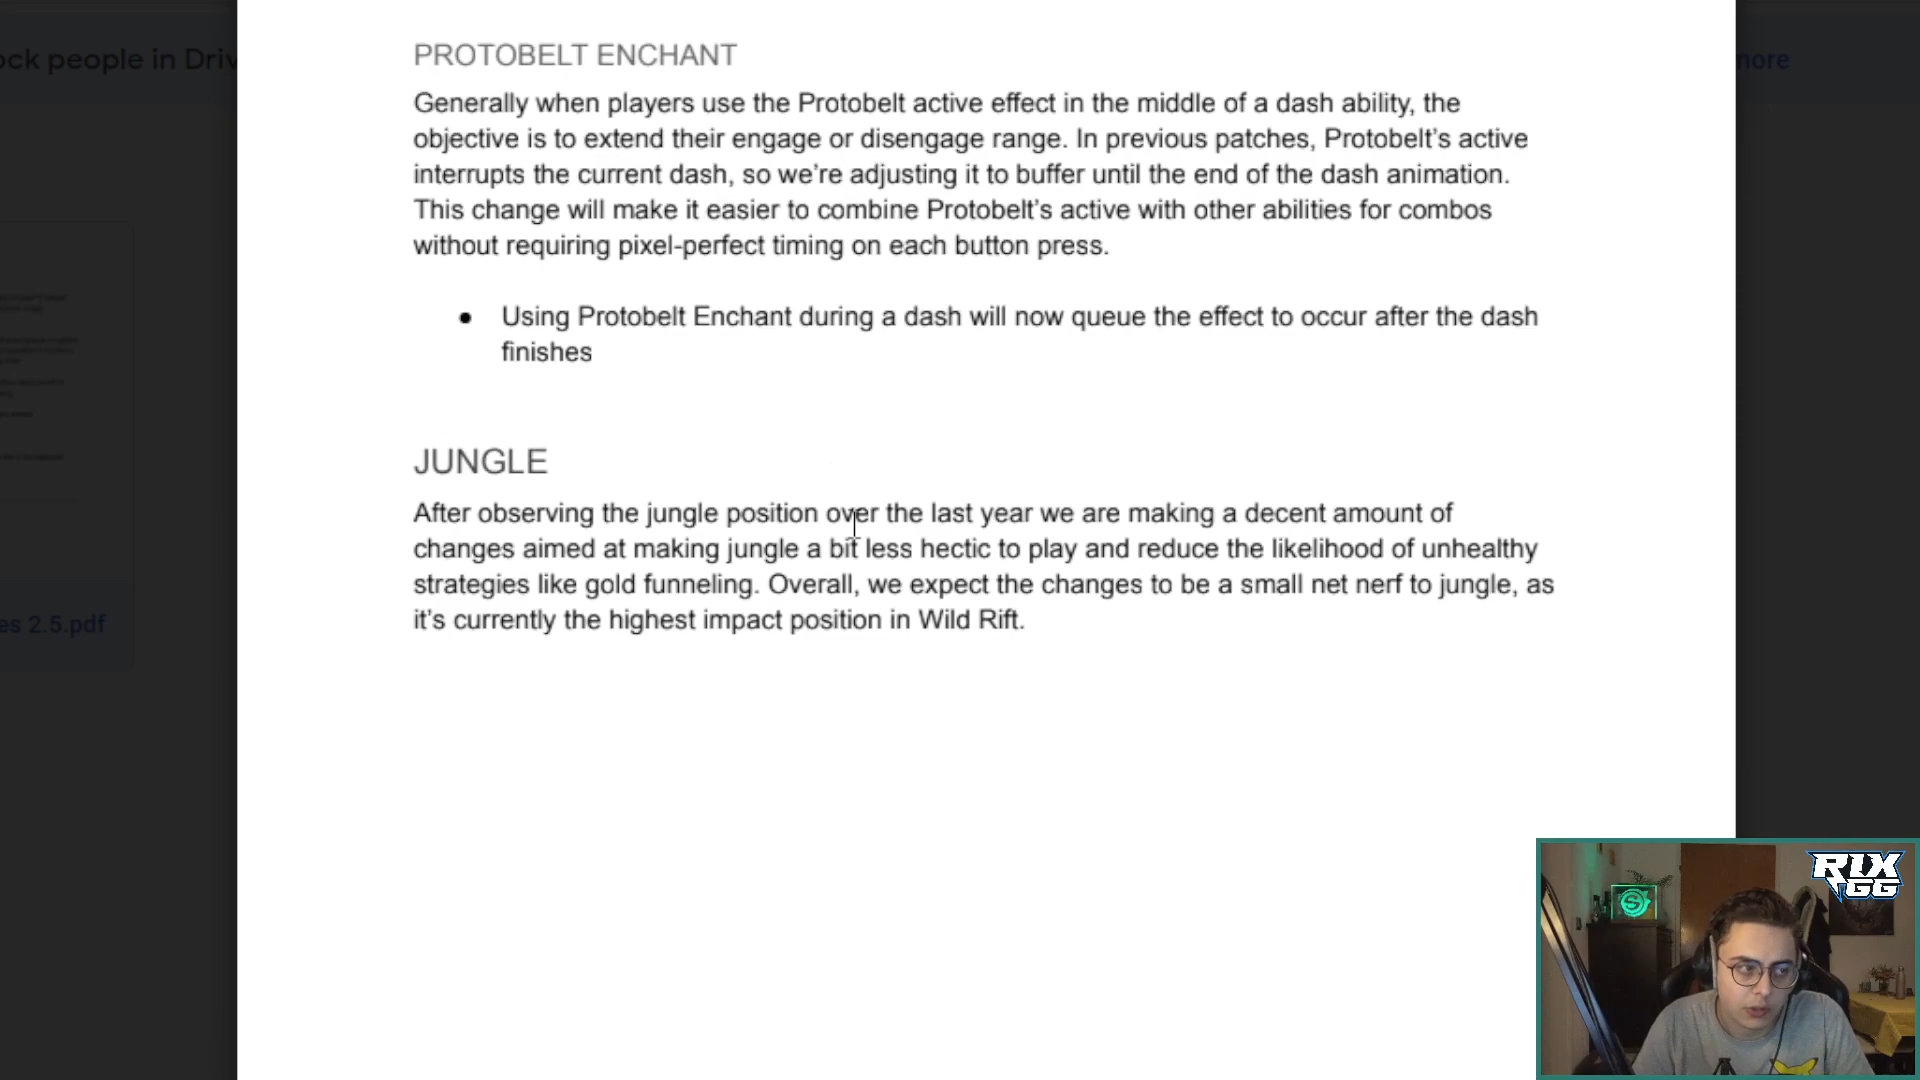 ock people in Driv
more
PROTOBELT ENCHANT
Generally when players use the Protobelt active effect in the middle of a dash ability, the
objective is to extend their engage or disengage range. In previous patches, Protobelt’s active
interrupts the current dash, so we’re adjusting it to buffer until the end of the dash animation.
This change will make it easier to combine Protobelt’s active with other abilities for combos
without requiring pixel-perfect timing on each button press.
● Using Protobelt Enchant during a dash will now queue the effect to occur after the dash
finishes
JUNGLE
After observing the jungle position over the last year we are making a decent amount of
changes aimed at making jungle a bit less hectic to play and reduce the likelihood of unhealthy
strategies like gold funneling. Overall, we expect the changes to be a small net nerf to jungle, as
it’s currently the highest impact position in Wild Rift.
es 2.5.pdf
RIX
GG